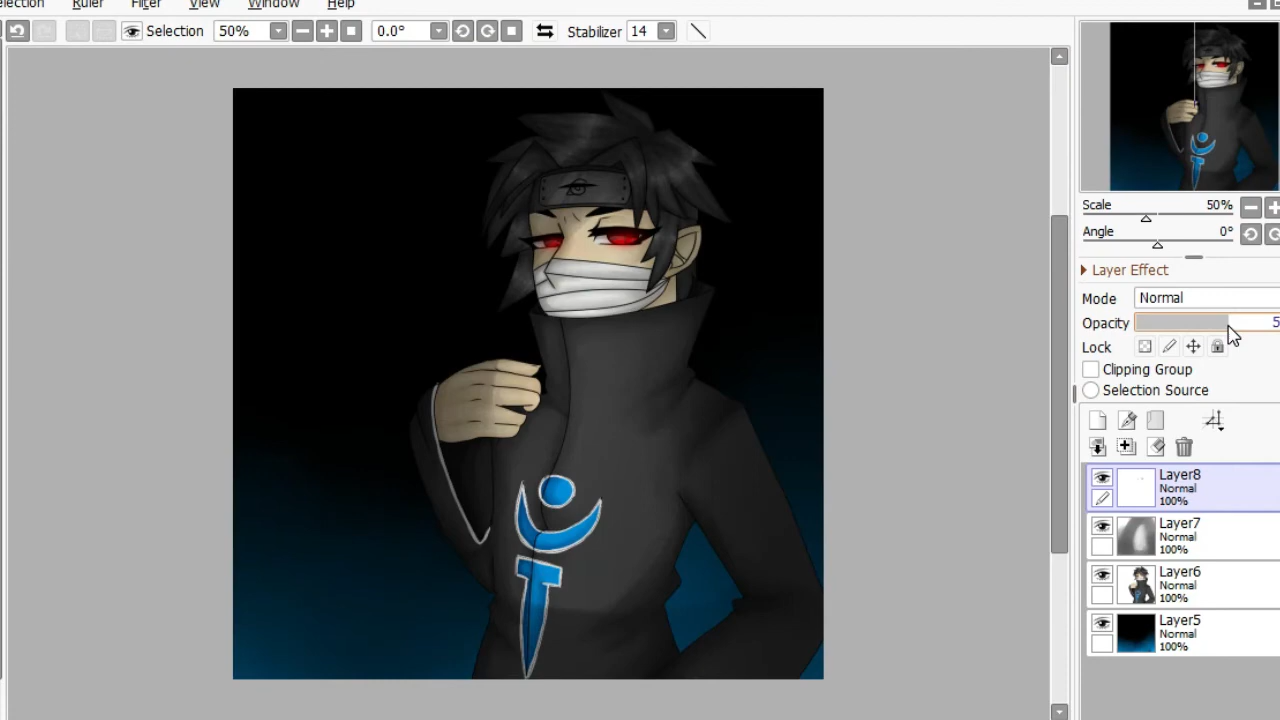 Ruler Filter View Window Help
Selection 50% 0.0° Stabilizer 14
Scale 50%
Angle 0°
Layer Effect
Mode Normal
Opacity 5
Lock
Clipping Group
Selection Source
Layer8
Normal
100%
Layer7
Normal
100%
Layer6
Normal
100%
Layer5
Normal
100%